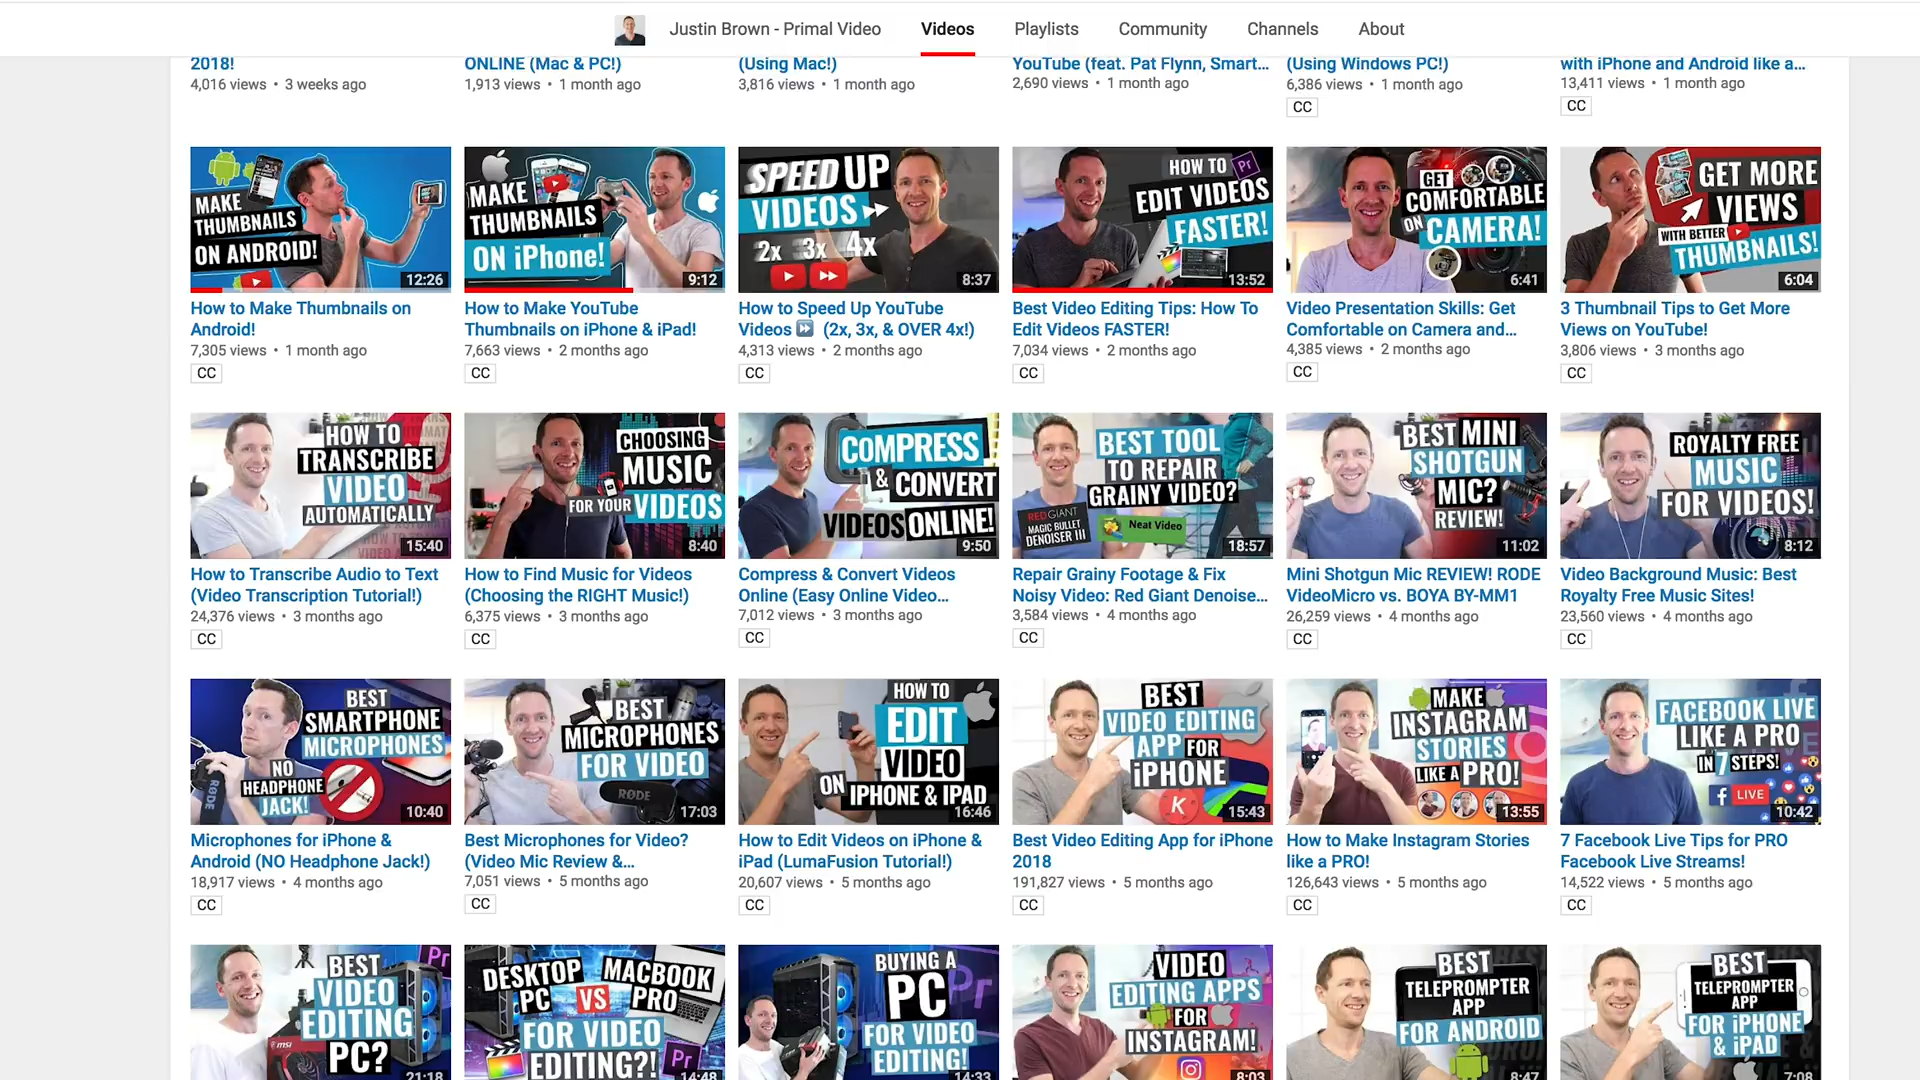 Justin Brown - Primal Video
Videos
Playlists
Community
Channels
About
2018!
4,016 views • 3 weeks ago
ONLINE (Mac & PC!)
1,913 views • 1 month ago
(Using Mac!)
3,816 views • 1 month ago
YouTube (feat. Pat Flynn, Smart...
2,690 views • 1 month ago
(Using Windows PC!)
6,386 views • 1 month ago
CC
with iPhone and Android like a...
13,411 views • 1 month ago
CC
MAKE
THUMBNAILS
ON ANDROID!
12:26
How to Make Thumbnails on
Android!
7,305 views • 1 month ago
CC
MAKE
THUMBNAILS
ON iPhone!
9:12
How to Make YouTube
Thumbnails on iPhone & iPad!
7,663 views • 2 months ago
CC
SPEED UP
VIDEOS
2x 3x 4x
8:37
How to Speed Up YouTube
Videos ⏩ (2x, 3x, & OVER 4x!)
4,313 views • 2 months ago
CC
HOW TO Pr
EDIT VIDEOS
FASTER!
13:52
Best Video Editing Tips: How To
Edit Videos FASTER!
7,034 views • 2 months ago
CC
GET
COMFORTABLE
ON CAMERA!
6:41
Video Presentation Skills: Get
Comfortable on Camera and...
4,385 views • 2 months ago
CC
GET MORE
VIEWS
WITH BETTER
THUMBNAILS!
6:04
3 Thumbnail Tips to Get More
Views on YouTube!
3,806 views • 3 months ago
CC
HOW TO
TRANSCRIBE
VIDEO
AUTOMATICALLY
15:40
How to Transcribe Audio to Text
(Video Transcription Tutorial!)
24,376 views • 3 months ago
CC
CHOOSING
MUSIC
FOR YOUR VIDEOS
8:40
How to Find Music for Videos
(Choosing the RIGHT Music!)
6,375 views • 3 months ago
CC
COMPRESS
& CONVERT
VIDEOS ONLINE!
9:50
Compress & Convert Videos
Online (Easy Online Video...
7,012 views • 3 months ago
CC
BEST TOOL
TO REPAIR
GRAINY VIDEO?
REDGIANT
MAGIC BULLET
DENOISER III
Neat Video
18:57
Repair Grainy Footage & Fix
Noisy Video: Red Giant Denoise...
3,584 views • 4 months ago
CC
BEST MINI
SHOTGUN
MIC?
REVIEW!
11:02
Mini Shotgun Mic REVIEW! RODE
VideoMicro vs. BOYA BY-MM1
26,259 views • 4 months ago
CC
ROYALTY FREE
MUSIC
FOR VIDEOS!
8:12
Video Background Music: Best
Royalty Free Music Sites!
23,560 views • 4 months ago
CC
BEST
SMARTPHONE
MICROPHONES
NO
HEADPHONE
JACK!
RØDE
10:40
Microphones for iPhone &
Android (NO Headphone Jack!)
18,917 views • 4 months ago
CC
BEST
MICROPHONES
FOR VIDEO
RØDE
17:03
Best Microphones for Video?
(Video Mic Review &...
7,051 views • 5 months ago
CC
HOW TO
EDIT
VIDEO
ON IPHONE & IPAD
16:46
How to Edit Videos on iPhone &
iPad (LumaFusion Tutorial!)
20,607 views • 5 months ago
CC
BEST
VIDEO EDITING
APP FOR
iPHONE
K
15:43
Best Video Editing App for iPhone
2018
191,827 views • 5 months ago
CC
MAKE
INSTAGRAM
STORIES
LIKE A PRO!
13:55
How to Make Instagram Stories
like a PRO!
126,643 views • 5 months ago
CC
FACEBOOK LIVE
LIKE A PRO
IN 7 STEPS!
f LIVE
10:42
7 Facebook Live Tips for PRO
Facebook Live Streams!
14,522 views • 5 months ago
CC
BEST Pr
VIDEO
EDITING
PC?
msi
21:18
DESKTOP MACBOOK
PC VS PRO
FOR VIDEO
EDITING?!
Pr
14:48
BUYING A
PC Pr
FOR VIDEO
EDITING!
14:33
VIDEO
EDITING APPS
FOR
INSTAGRAM!
8:03
BEST
TELEPROMPTER
APP
FOR ANDROID
8:47
BEST
TELEPROMPTER
APP
FOR iPHONE
& iPAD
7:08